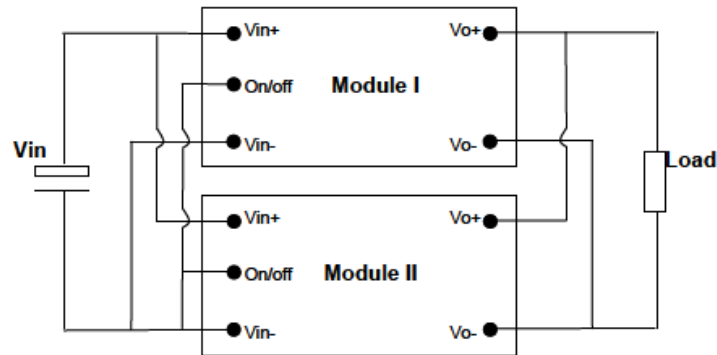 Vin+ Vo+
On/off Module I
Vin- Vo-
Vin
Load
Vin+ Vo+
On/off Module II
Vin- Vo-